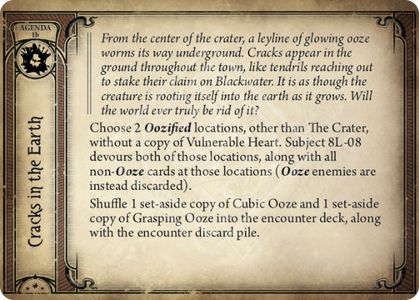 AGENDA
1b
Cracks in the Earth
From the center of the crater, a leyline of glowing ooze
worms its way underground. Cracks appear in the
ground throughout the town, like tendrils reaching out
to stake their claim on Blackwater. It is as though the
creature is rooting itself into the earth as it grows. Will
the world ever truly be rid of it?
Choose 2 Oozified locations, other than The Crater,
without a copy of Vulnerable Heart. Subject 8L-08
devours both of those locations, along with all
non-Ooze cards at those locations (Ooze enemies are
instead discarded).
Shuffle 1 set-aside copy of Cubic Ooze and 1 set-aside
copy of Grasping Ooze into the encounter deck, along
with the encounter discard pile.